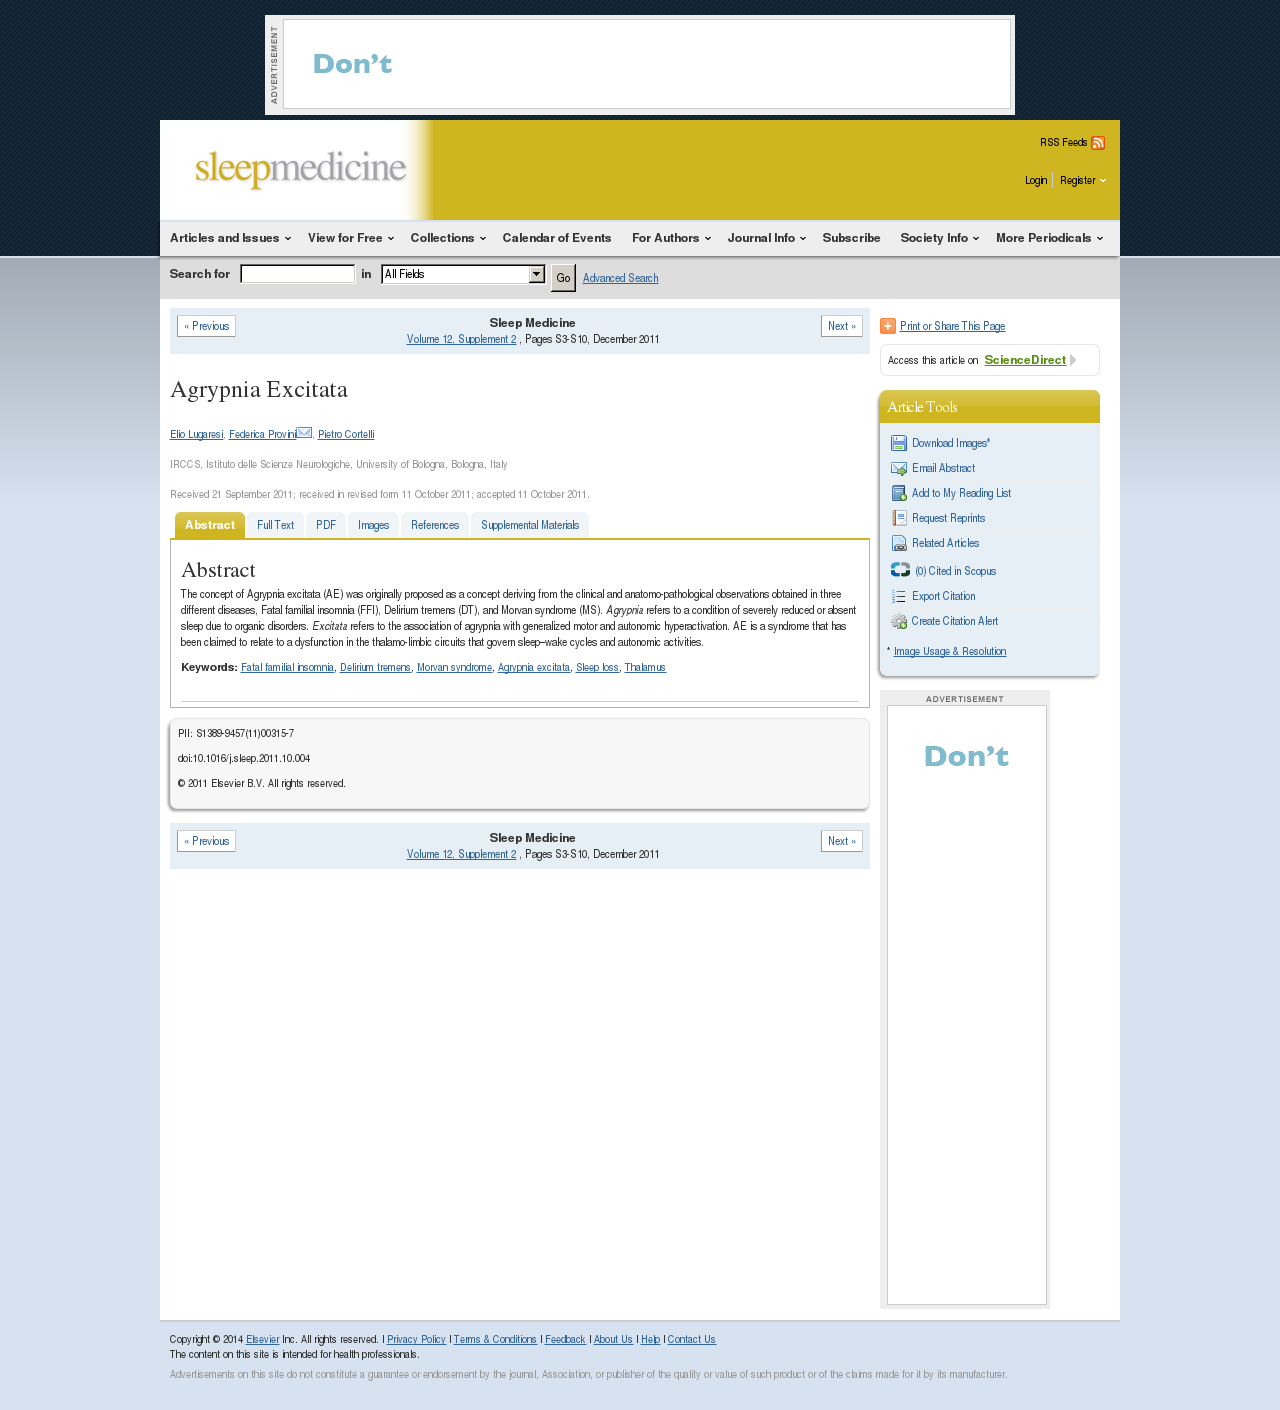 ADVERTISEMENT
Don't
sleepmedicine
RSS Feeds
Login Register
Articles and Issues View for Free Collections Calendar of Events For Authors Journal Info Subscribe Society Info More Periodicals
Search for in All Fields Go Advanced Search
« Previous
Sleep Medicine
Volume 12, Supplement 2 , Pages S3-S10, December 2011
Next »
Agrypnia Excitata
Elio Lugaresi, Federica Provini, Pietro Cortelli
IRCCS, Istituto delle Scienze Neurologiche, University of Bologna, Bologna, Italy
Received 21 September 2011; received in revised form 11 October 2011; accepted 11 October 2011.
Abstract Full Text PDF Images References Supplemental Materials
Abstract
The concept of Agrypnia excitata (AE) was originally proposed as a concept deriving from the clinical and anatomo-pathological observations obtained in three
different diseases, Fatal familial insomnia (FFI), Delirium tremens (DT), and Morvan syndrome (MS). Agrypnia refers to a condition of severely reduced or absent
sleep due to organic disorders. Excitata refers to the association of agrypnia with generalized motor and autonomic hyperactivation. AE is a syndrome that has
been claimed to relate to a dysfunction in the thalamo-limbic circuits that govern sleep–wake cycles and autonomic activities.
Keywords: Fatal familial insomnia, Delirium tremens, Morvan syndrome, Agrypnia excitata, Sleep loss, Thalamus
PII: S1389-9457(11)00315-7
doi:10.1016/j.sleep.2011.10.004
© 2011 Elsevier B.V. All rights reserved.
« Previous
Sleep Medicine
Volume 12, Supplement 2 , Pages S3-S10, December 2011
Next »
Print or Share This Page
Access this article on ScienceDirect
Article Tools
Download Images*
Email Abstract
Add to My Reading List
Request Reprints
Related Articles
(0) Cited in Scopus
Export Citation
Create Citation Alert
* Image Usage & Resolution
ADVERTISEMENT
Don't
Copyright © 2014 Elsevier Inc. All rights reserved. | Privacy Policy | Terms & Conditions | Feedback | About Us | Help | Contact Us
The content on this site is intended for health professionals.
Advertisements on this site do not constitute a guarantee or endorsement by the journal, Association, or publisher of the quality or value of such product or of the claims made for it by its manufacturer.